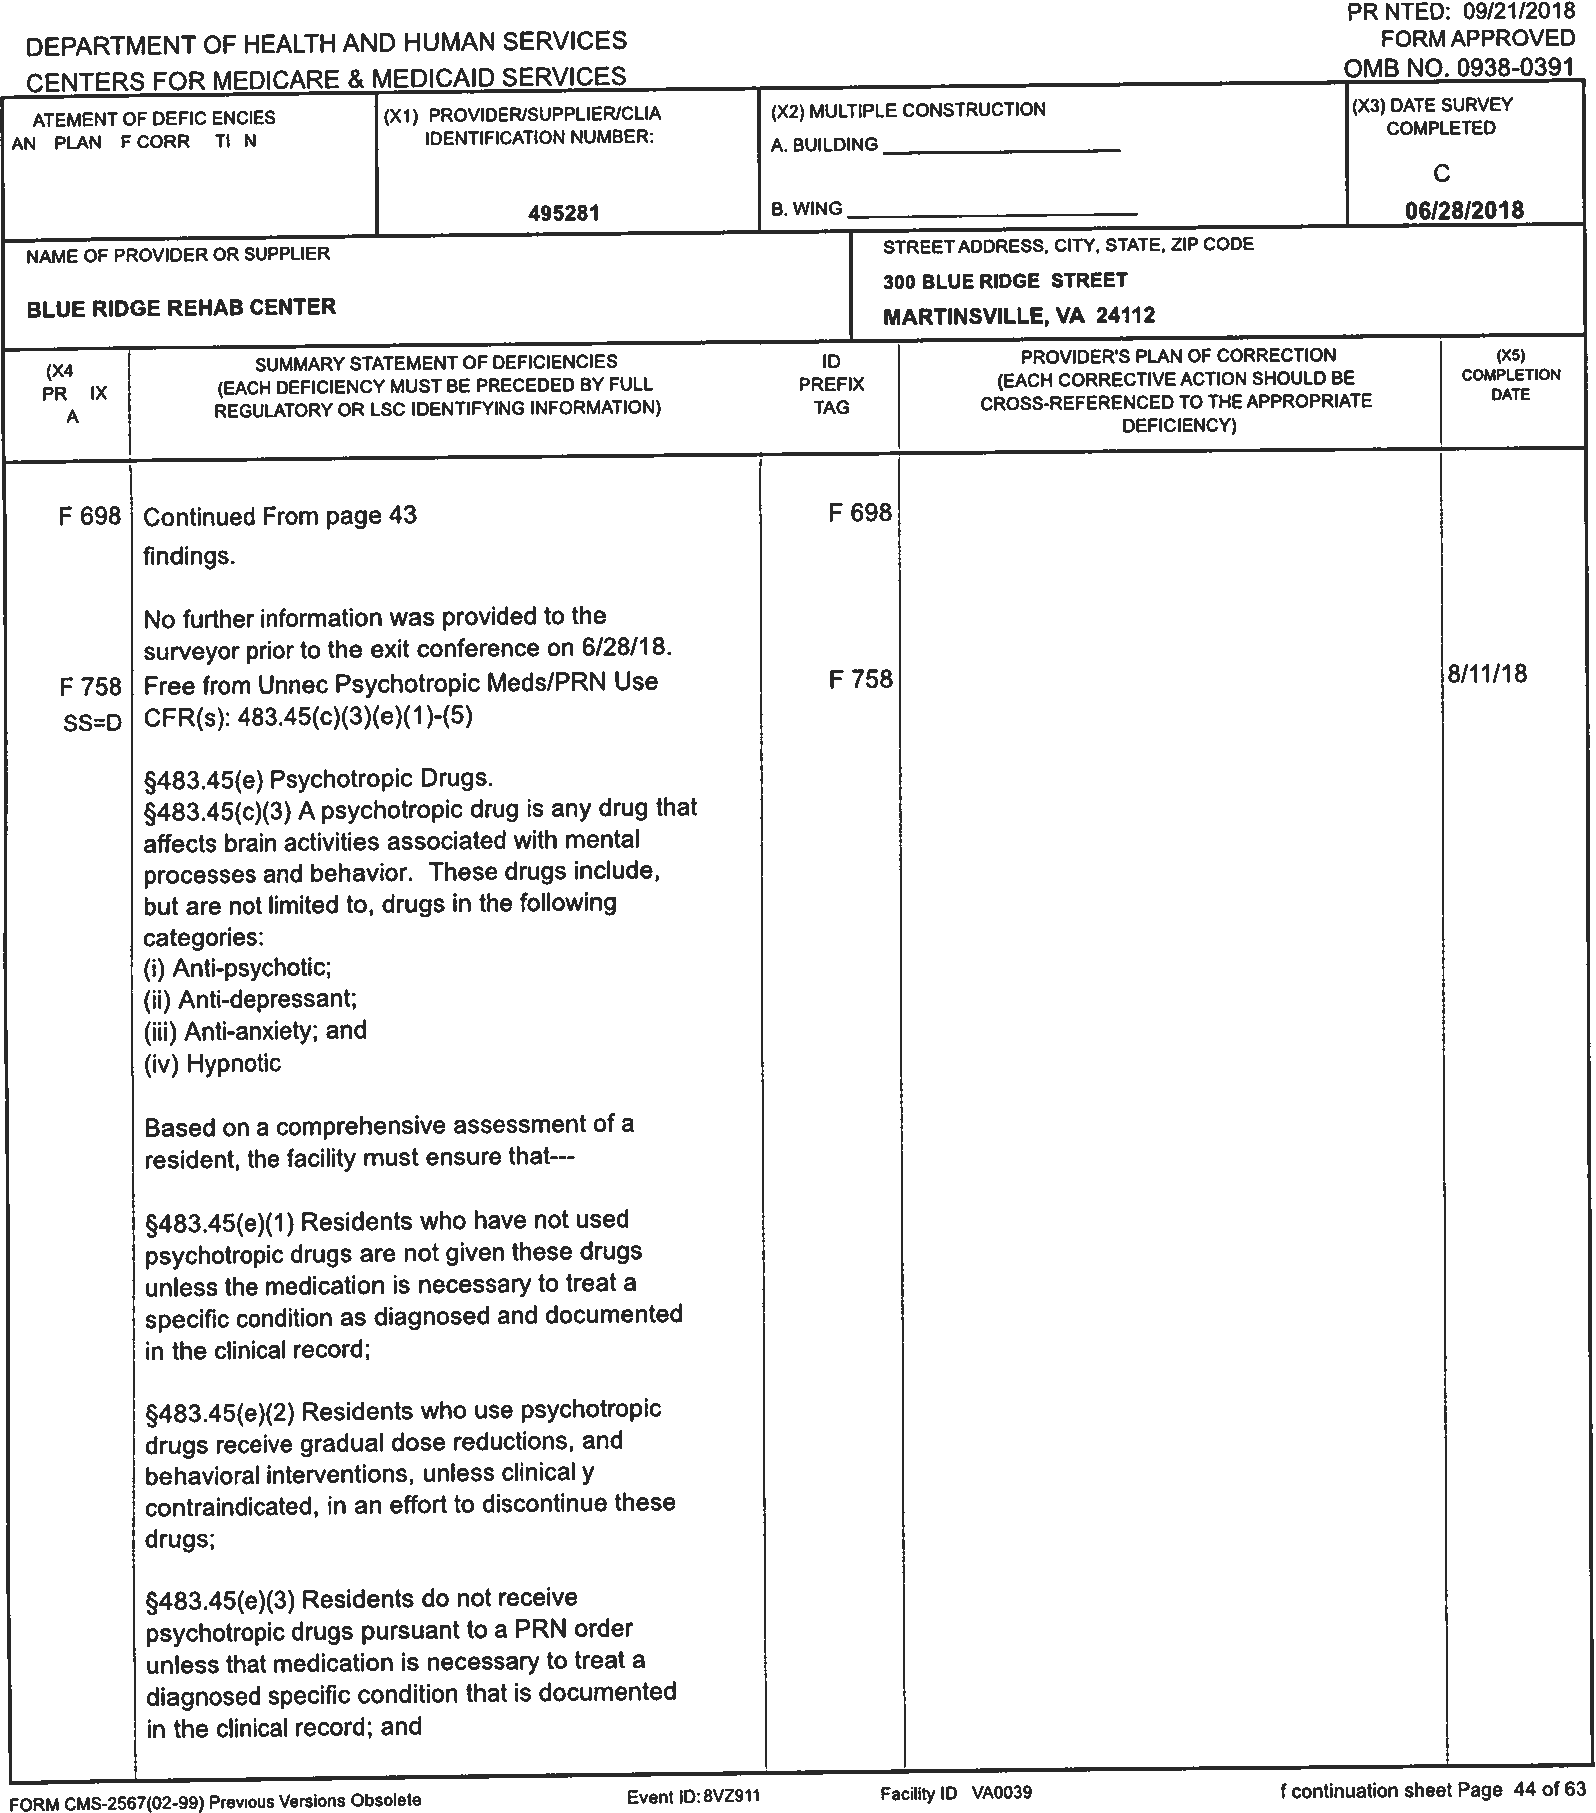 PR NTED: 09/21/2018
DEPARTMENT OF HEALTH AND HUMAN SERVICES
FORM APPROVED
CENTERS FOR MEDICARE & MEDICAID SERVICES
OMB NO. 0938-0391
ATEMENT OF DEFIC ENCIES
AN PLAN F CORR TI N
(X1) PROVIDER/SUPPLIER/CLIA
IDENTIFICATION NUMBER:
495281
(X2) MULTIPLE CONSTRUCTION
A. BUILDING
B. WING
(X3) DATE SURVEY
COMPLETED
C
06/28/2018
NAME OF PROVIDER OR SUPPLIER
BLUE RIDGE REHAB CENTER
STREET ADDRESS, CITY, STATE, ZIP CODE
300 BLUE RIDGE STREET
MARTINSVILLE, VA 24112
(X4
PR IX
A
SUMMARY STATEMENT OF DEFICIENCIES
(EACH DEFICIENCY MUST BE PRECEDED BY FULL
REGULATORY OR LSC IDENTIFYING INFORMATION)
ID
PREFIX
TAG
PROVIDER'S PLAN OF CORRECTION
(EACH CORRECTIVE ACTION SHOULD BE
CROSS-REFERENCED TO THE APPROPRIATE
DEFICIENCY)
(X5)
COMPLETION
DATE
F 698 Continued From page 43 F 698
findings.
No further information was provided to the
surveyor prior to the exit conference on 6/28/18.
F 758 Free from Unnec Psychotropic Meds/PRN Use F 758 8/11/18
SS=D CFR(s): 483.45(c)(3)(e)(1)-(5)
§483.45(e) Psychotropic Drugs.
§483.45(c)(3) A psychotropic drug is any drug that
affects brain activities associated with mental
processes and behavior. These drugs include,
but are not limited to, drugs in the following
categories:
(i) Anti-psychotic;
(ii) Anti-depressant;
(iii) Anti-anxiety; and
(iv) Hypnotic
Based on a comprehensive assessment of a
resident, the facility must ensure that---
§483.45(e)(1) Residents who have not used
psychotropic drugs are not given these drugs
unless the medication is necessary to treat a
specific condition as diagnosed and documented
in the clinical record;
§483.45(e)(2) Residents who use psychotropic
drugs receive gradual dose reductions, and
behavioral interventions, unless clinical y
contraindicated, in an effort to discontinue these
drugs;
§483.45(e)(3) Residents do not receive
psychotropic drugs pursuant to a PRN order
unless that medication is necessary to treat a
diagnosed specific condition that is documented
in the clinical record; and
FORM CMS-2567(02-99) Previous Versions Obsolete Event ID:8VZ911 Facility ID VA0039 f continuation sheet Page 44 of 63